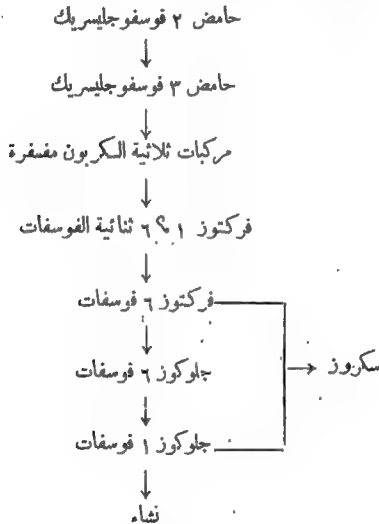 حامض ٢ فوسفوجليسريك
حامض ٣ فوسفوجليسريك
مركبات ثلاثية الكربون مفسفرة
فركتوز ١ ٦ ثنائية الفوسفات
فركتوز ٦ فوسفات
سكروز
جلوكوز ٦ فوسفات
جلوكوز ١ فوسفات
نشاء